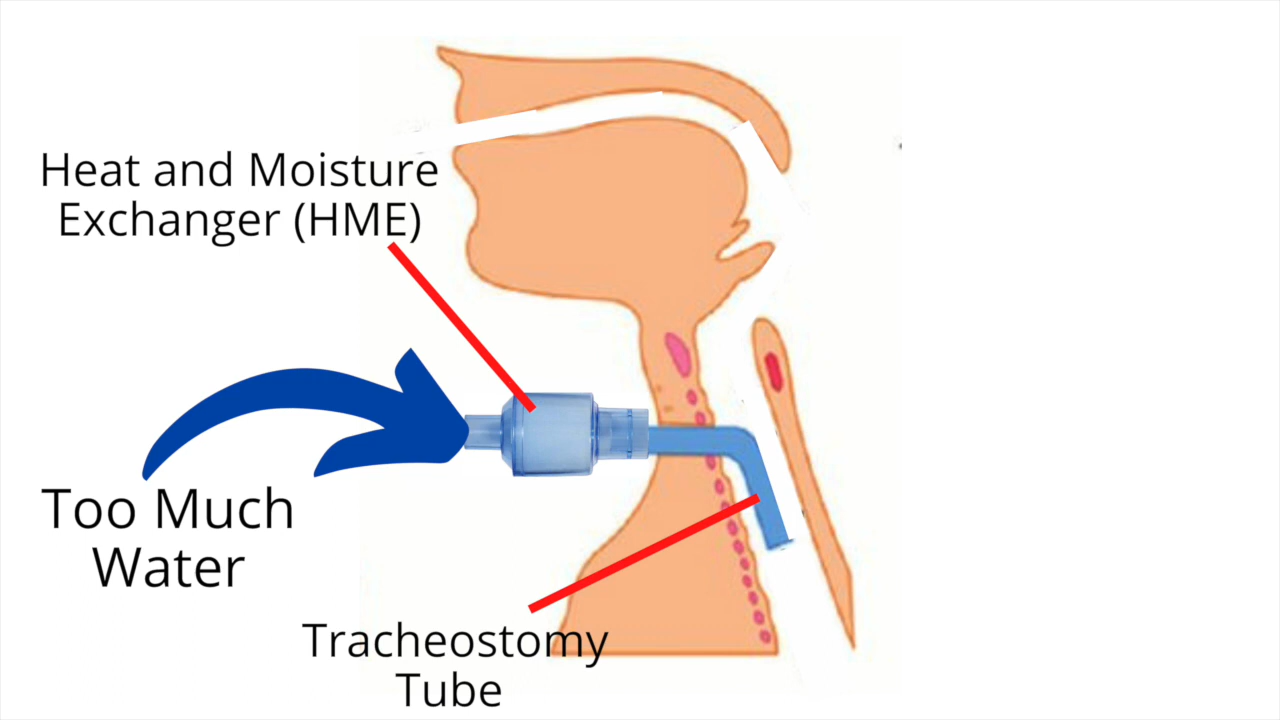 Heat and Moisture
Exchanger (HME)
Too Much
Water
Tracheostomy
Tube